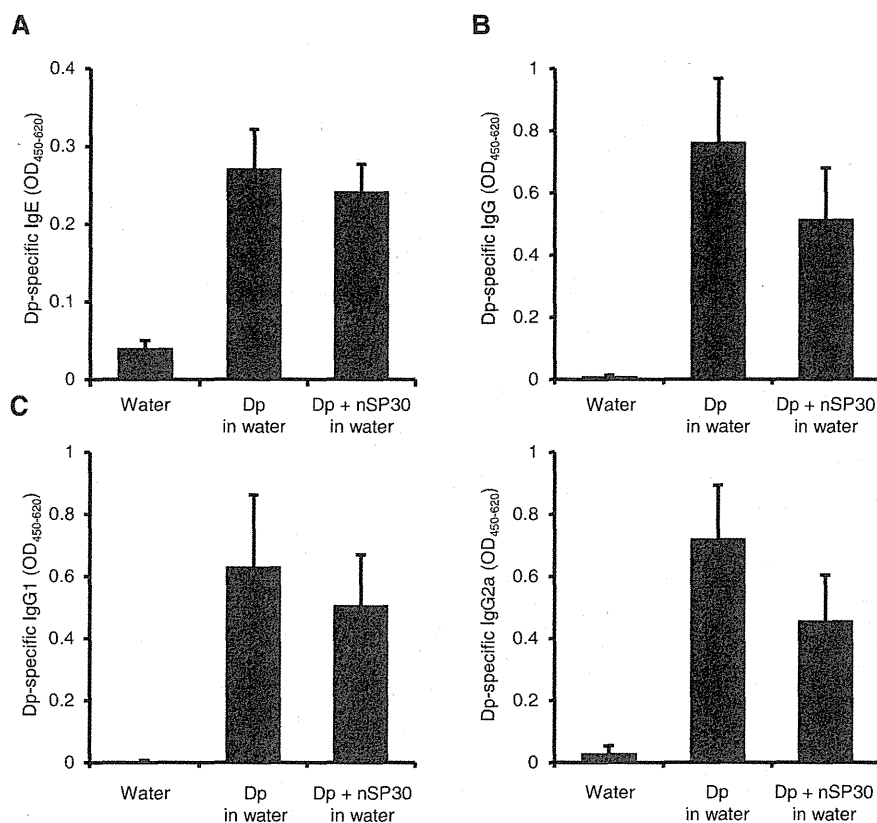 A
Dp-specific IgE (OD450-620)
0.4
0.3
0.2
0.1
0
Water
Dp
in water
Dp + nSP30
in water
B
Dp-specific IgG (OD450-620)
1
0.8
0.6
0.4
0.2
0
Water
Dp
in water
Dp + nSP30
in water
C
Dp-specific IgG1 (OD450-620)
1
0.8
0.6
0.4
0.2
0
Water
Dp
in water
Dp + nSP30
in water
Dp-specific IgG2a (OD450-620)
1
0.8
0.6
0.4
0.2
0
Water
Dp
in water
Dp + nSP30
in water